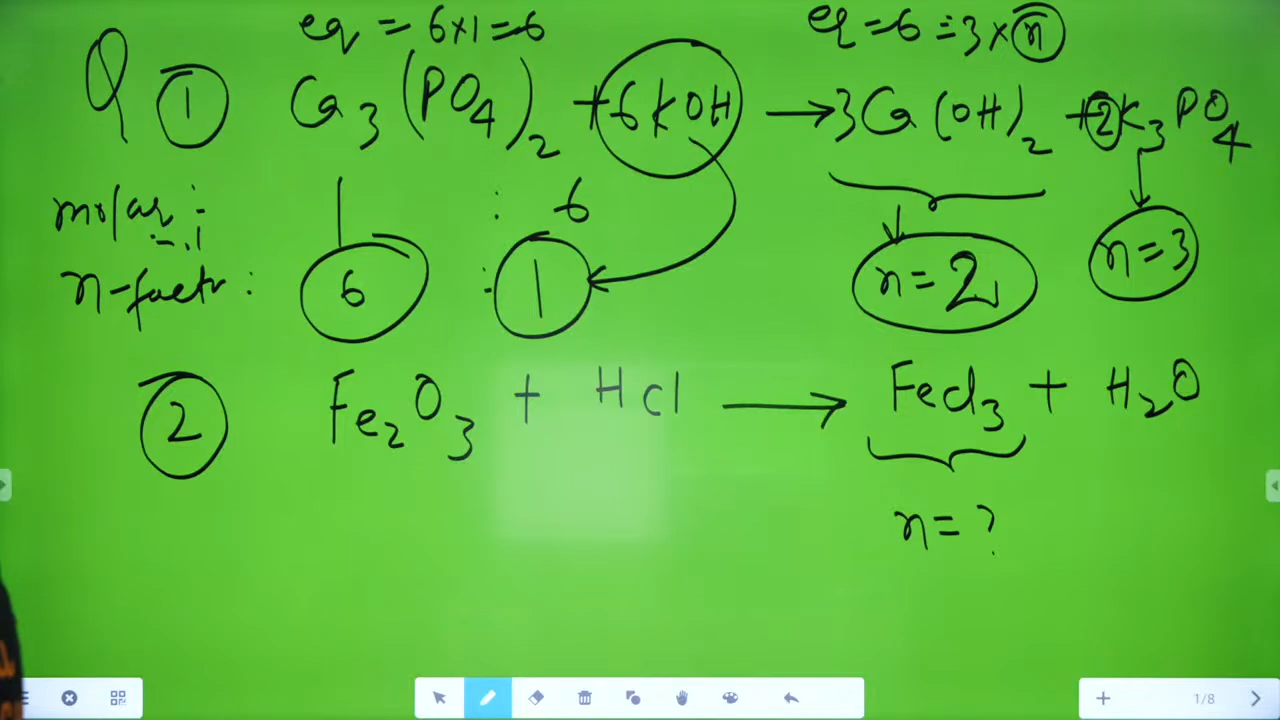 eq = 6×1 = 6 eq = 6 = 3 × n
Q 1 Ca3(PO4)2 + 6KOH → 3Ca(OH)2 + 2K3PO4
molar :- 1 : 6
n-factr : 6 : 1 n = 2 n = 3
2 Fe2O3 + HCl → FeCl3 + H2O
n = ?
1/8